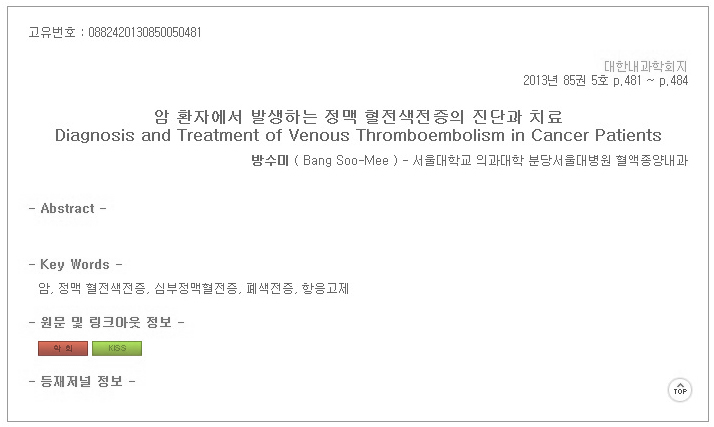 고유번호 : 0882420130850050481
대한내과학회지
2013년 85권 5호 p.481 ~ p.484
암 환자에서 발생하는 정맥 혈전색전증의 진단과 치료
Diagnosis and Treatment of Venous Thromboembolism in Cancer Patients
방수미 ( Bang Soo-Mee ) - 서울대학교 의과대학 분당서울대병원 혈액종양내과
- Abstract -
- Key Words -
암, 정맥 혈전색전증, 심부정맥혈전증, 폐색전증, 항응고제
- 원문 및 링크아웃 정보 -
학 회 KISS
- 등재저널 정보 -
TOP